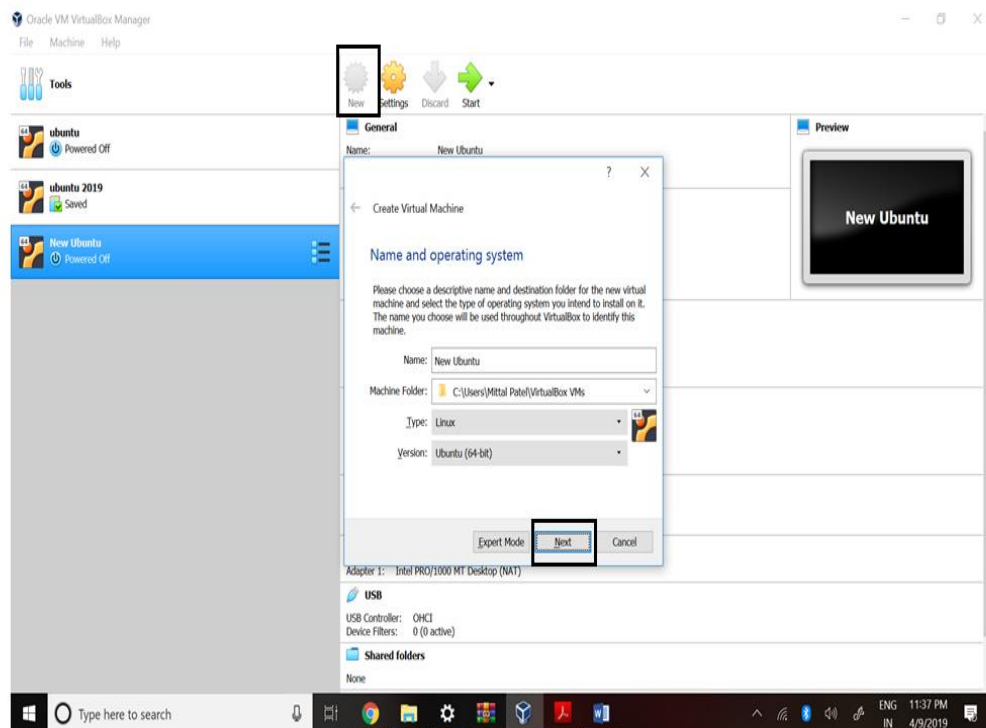 Oracle VM VirtualBox Manager
File Machine Help
Tools
New Settings Discard Start
ubuntu
Powered Off
ubuntu 2019
Saved
New Ubuntu
Powered Off
General
Name: New Ubuntu
Preview
New Ubuntu
? X
Create Virtual Machine
Name and operating system
Please choose a descriptive name and destination folder for the new virtual
machine and select the type of operating system you intend to install on it.
The name you choose will be used throughout VirtualBox to identify this
machine.
Name: New Ubuntu
Machine Folder: C:\Users\Mittal Patel\VirtualBox VMs
Type: Linux
Version: Ubuntu (64-bit)
64
Expert Mode Next Cancel
Adapter 1: Intel PRO/1000 MT Desktop (NAT)
USB
USB Controller: OHCI
Device Filters: 0 (0 active)
Shared folders
None
Type here to search
ENG 11:37 PM
IN 4/9/2019